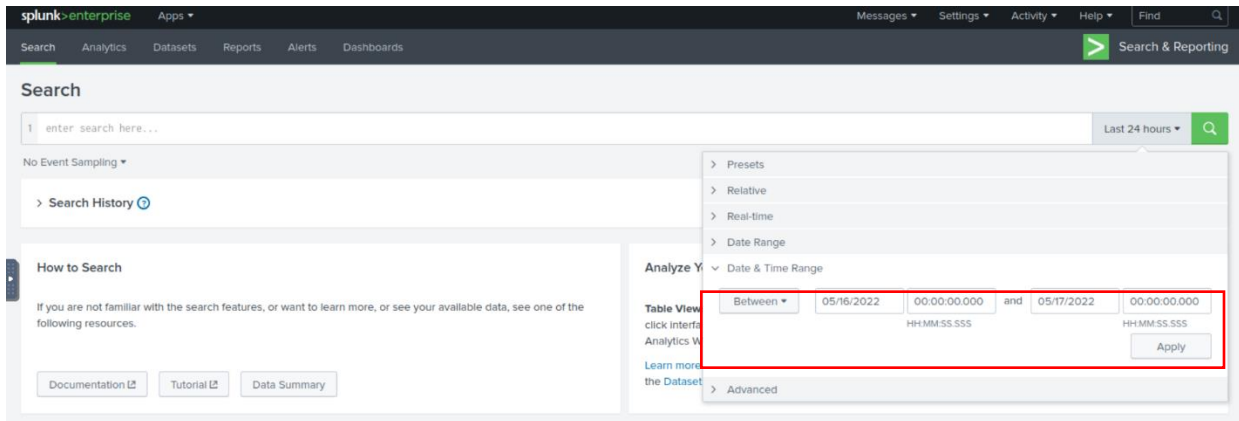 splunk>enterprise Apps Messages Settings Activity Help Find
Search Analytics Datasets Reports Alerts Dashboards > Search & Reporting
Search
1 enter search here... Last 24 hours
No Event Sampling
> Search History ?
> Presets
> Relative
> Real-time
> Date Range
Date & Time Range
Between 05/16/2022 00:00:00.000 and 05/17/2022 00:00:00.000
HH:MM:SS.SSS HH:MM:SS.SSS
Apply
> Advanced
How to Search
If you are not familiar with the search features, or want to learn more, or see your available data, see one of the
following resources.
Documentation Tutorial Data Summary
Analyze Y
Table View
click interfa
Analytics W
Learn more
the Dataset